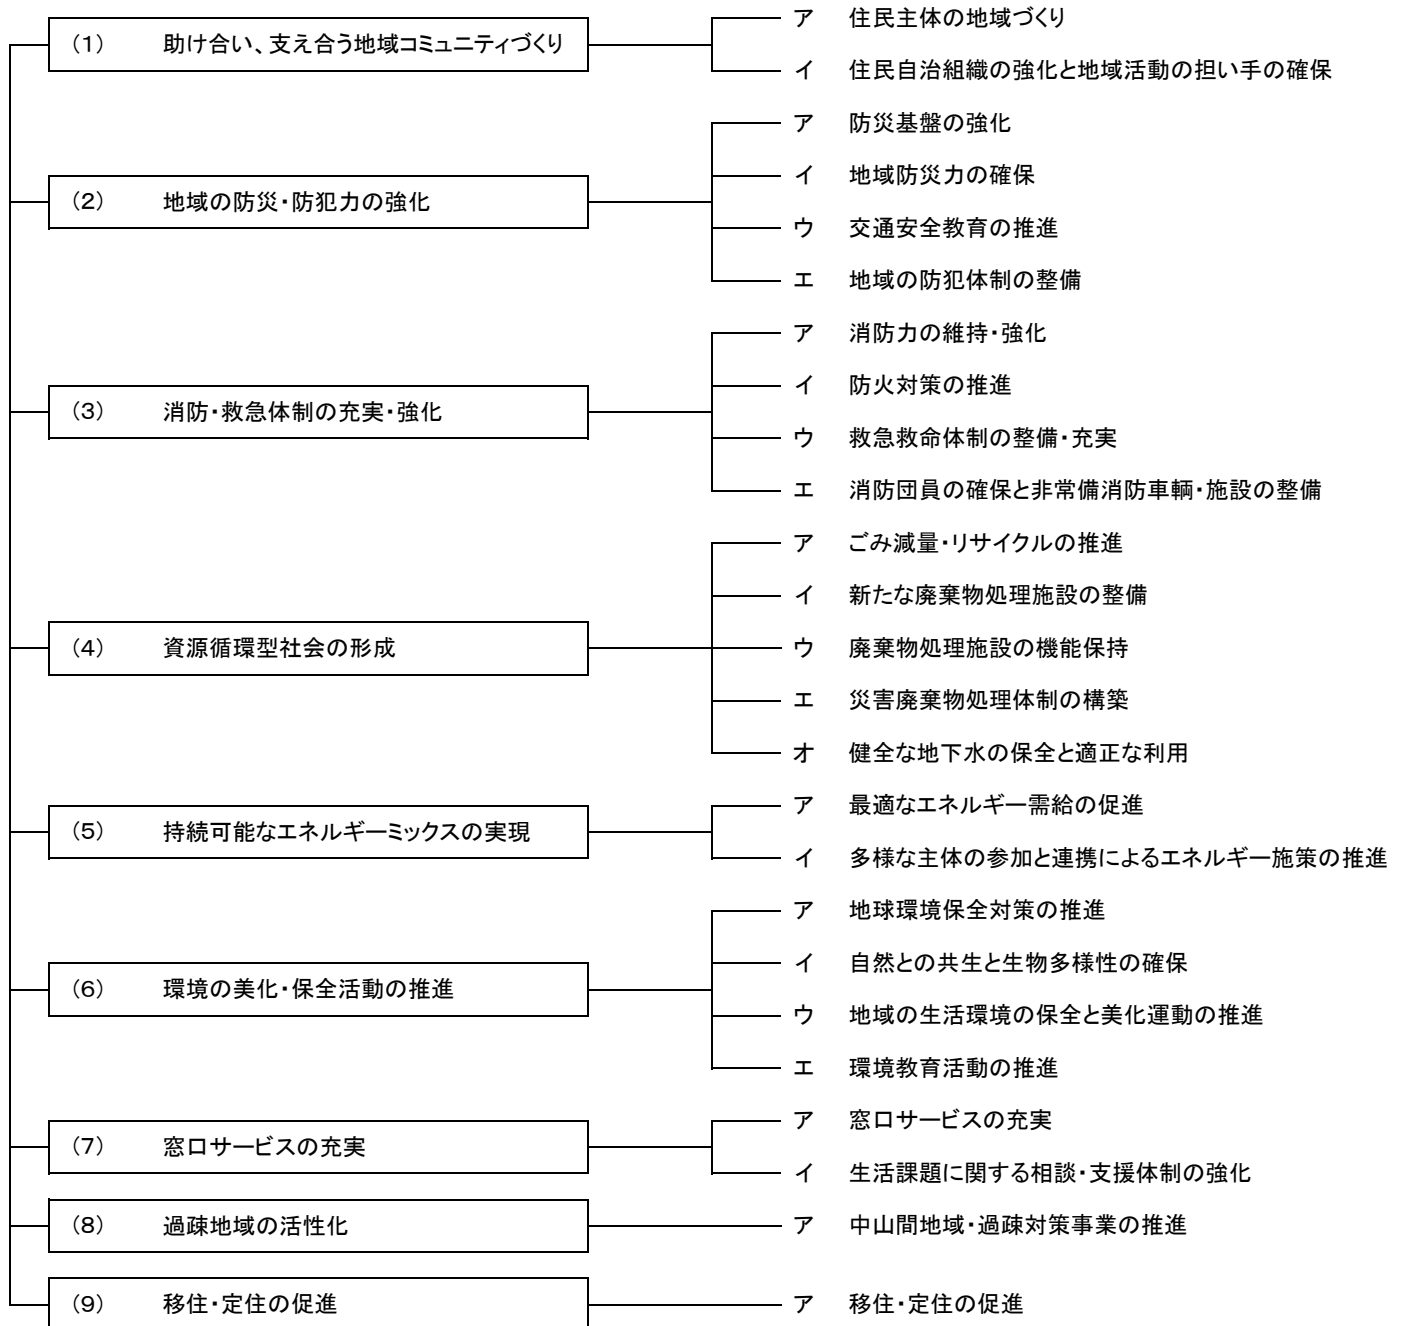 (1) 助け合い、支え合う地域コミュニティづくり
ア 住民主体の地域づくり
イ 住民自治組織の強化と地域活動の担い手の確保
(2) 地域の防災・防犯力の強化
ア 防災基盤の強化
イ 地域防災力の確保
ウ 交通安全教育の推進
エ 地域の防犯体制の整備
(3) 消防・救急体制の充実・強化
ア 消防力の維持・強化
イ 防火対策の推進
ウ 救急救命体制の整備・充実
エ 消防団員の確保と非常備消防車輌・施設の整備
(4) 資源循環型社会の形成
ア ごみ減量・リサイクルの推進
イ 新たな廃棄物処理施設の整備
ウ 廃棄物処理施設の機能保持
エ 災害廃棄物処理体制の構築
オ 健全な地下水の保全と適正な利用
(5) 持続可能なエネルギーミックスの実現
ア 最適なエネルギー需給の促進
イ 多様な主体の参加と連携によるエネルギー施策の推進
(6) 環境の美化・保全活動の推進
ア 地球環境保全対策の推進
イ 自然との共生と生物多様性の確保
ウ 地域の生活環境の保全と美化運動の推進
エ 環境教育活動の推進
(7) 窓口サービスの充実
ア 窓口サービスの充実
イ 生活課題に関する相談・支援体制の強化
(8) 過疎地域の活性化
ア 中山間地域・過疎対策事業の推進
(9) 移住・定住の促進
ア 移住・定住の促進